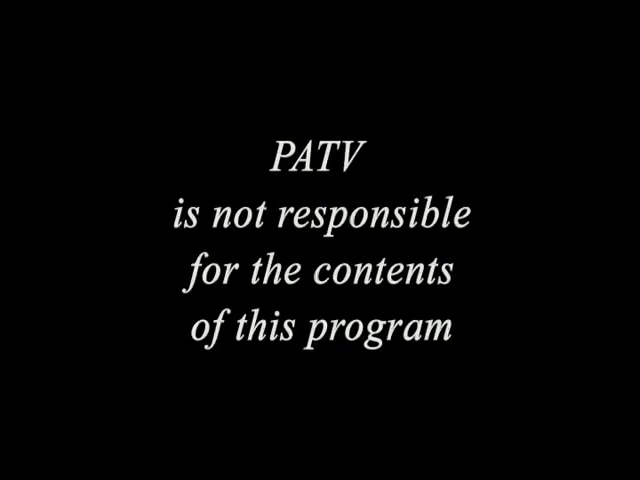 PATV
is not responsible
for the contents
of this program